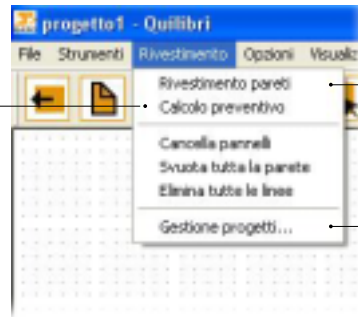 progetto1 - Quilibri
File Strumenti Rivestimento Opzioni Visualiz
Rivestimento pareti
Calcolo preventivo
Cancella pannelli
Svuota tutta la parete
Elimina tutte le linee
Gestione progetti...